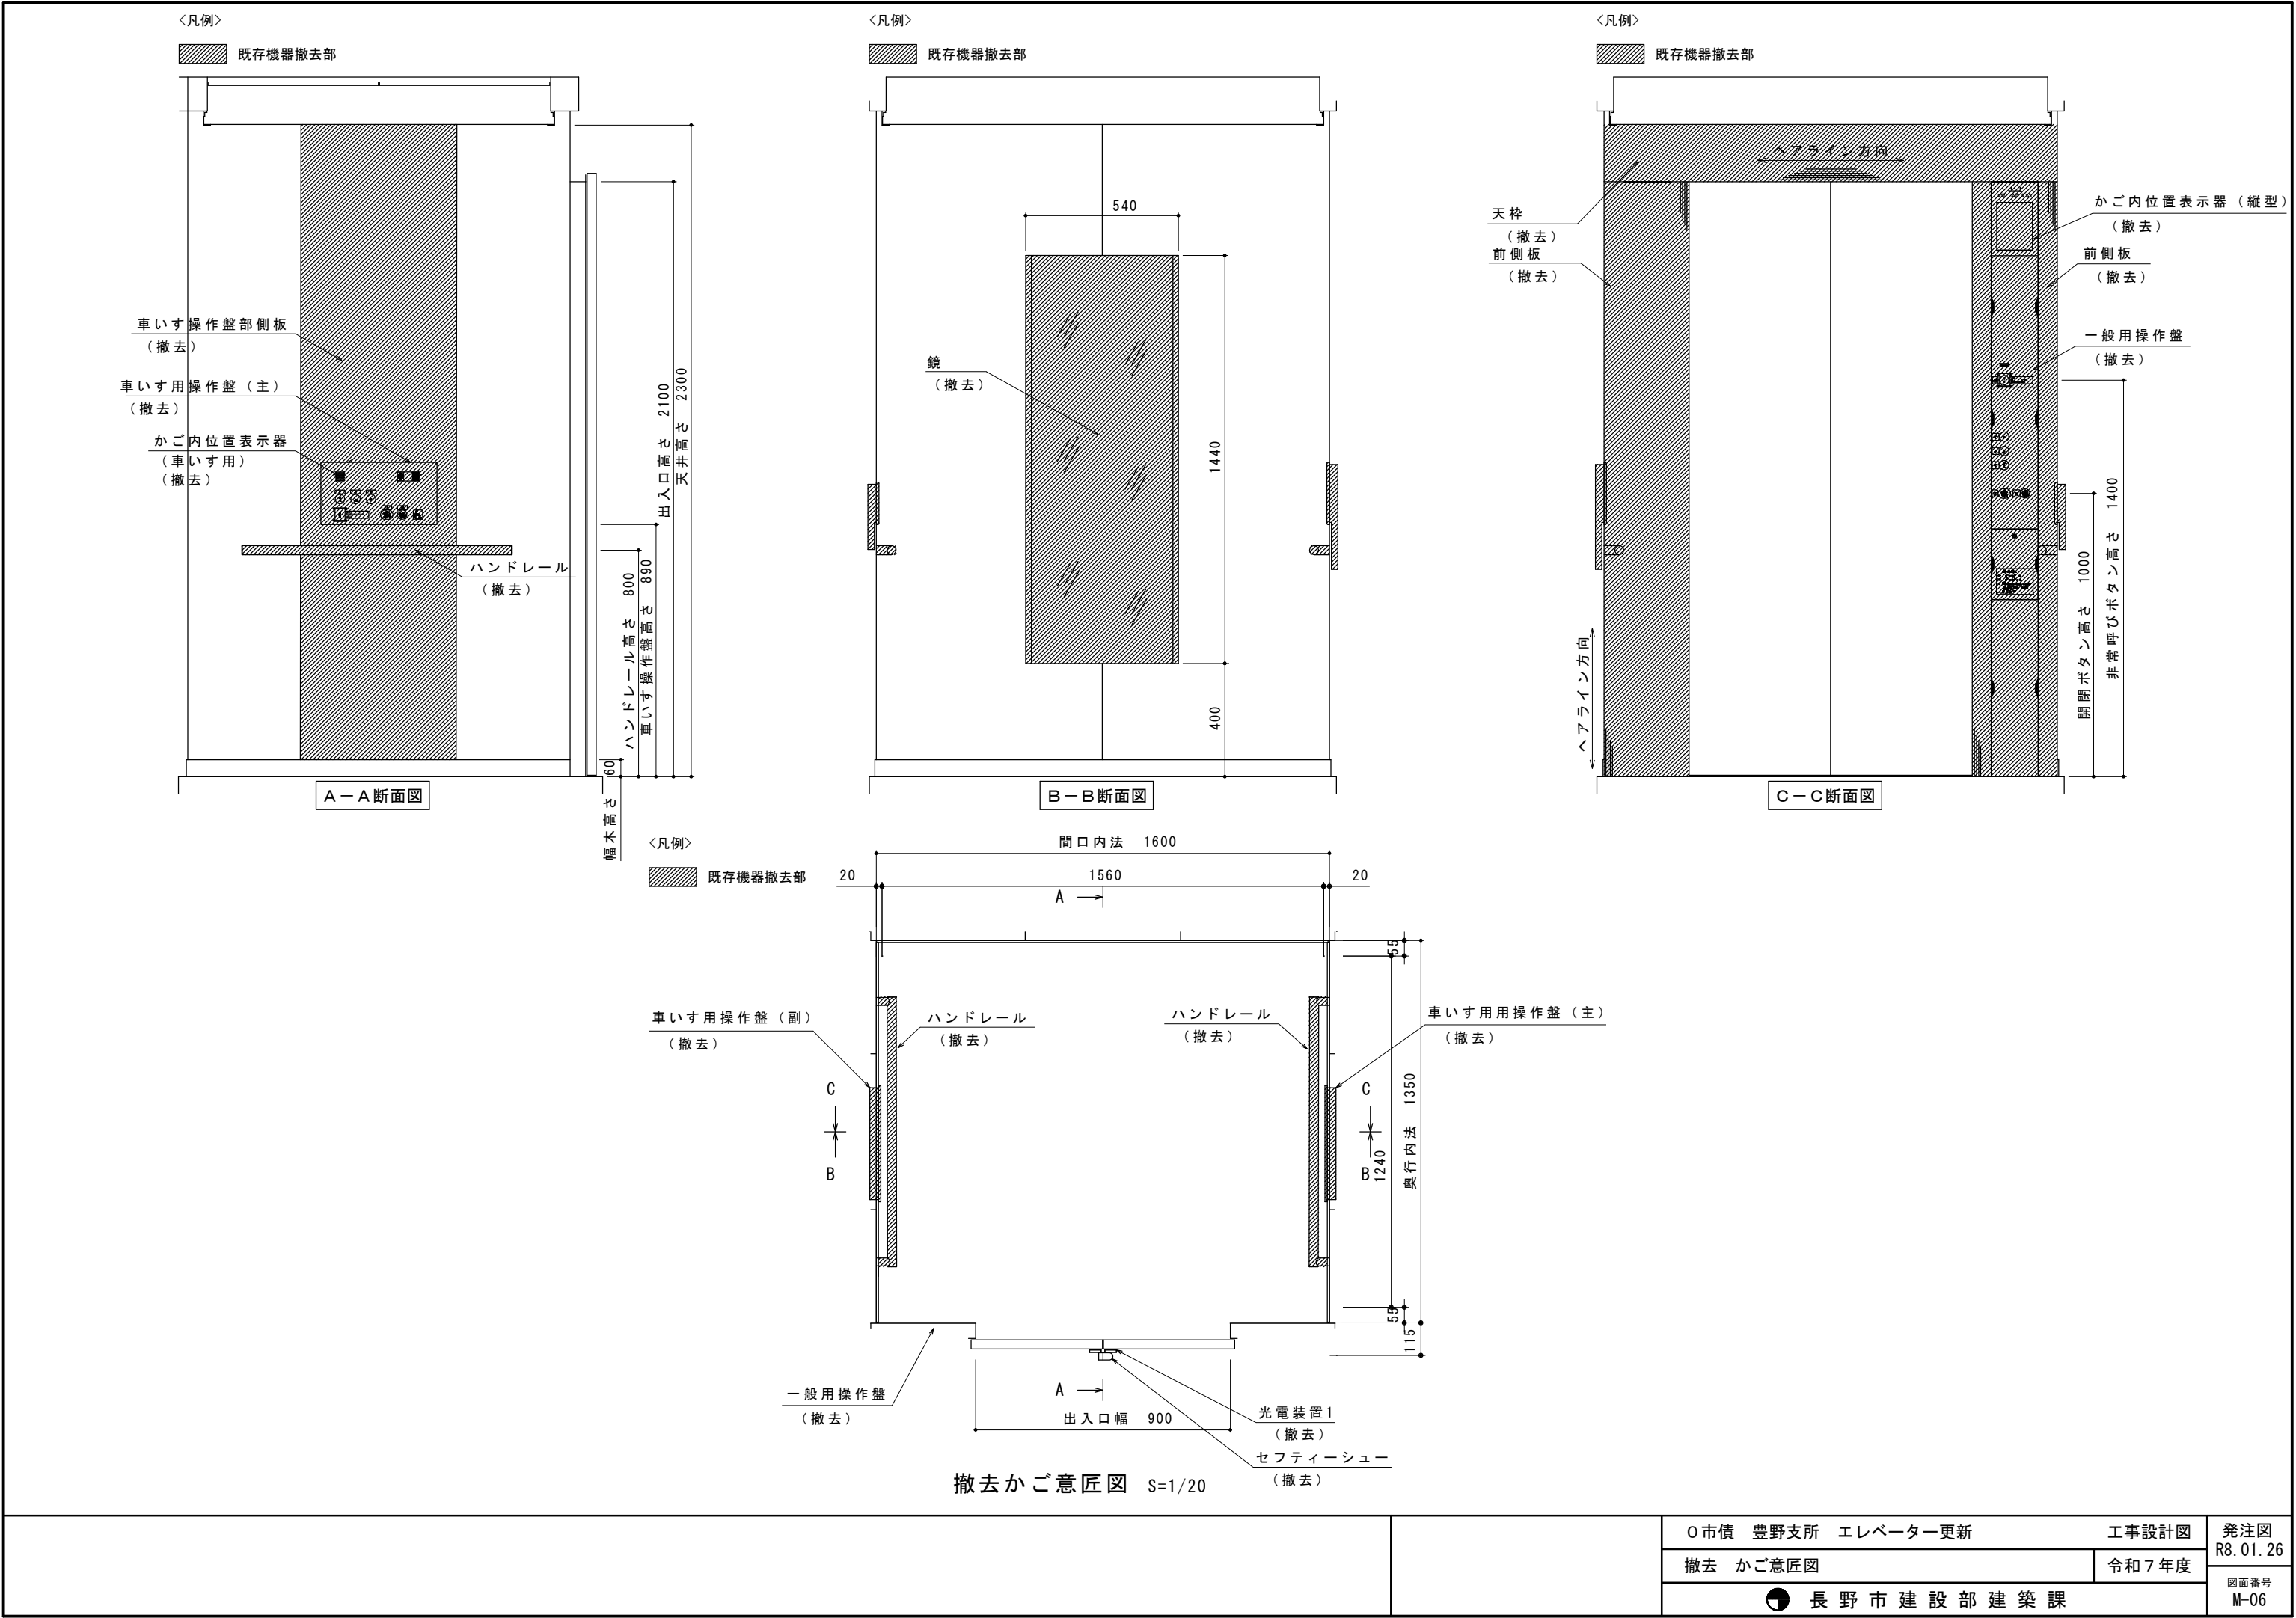 〈凡例〉
既存機器撤去部
車いす操作盤部側板
（撤去）
車いす用操作盤（主）
（撤去）
かご内位置表示器
（車いす用）
（撤去）
ハンドレール
（撤去）
幅木高さ 60
ハンドレール高さ 800
車いす操作盤高さ 890
出入口高さ 2100
天井高さ 2300
A－A断面図
〈凡例〉
既存機器撤去部
540
鏡
（撤去）
1440
400
B－B断面図
〈凡例〉
既存機器撤去部
ヘアライン方向
天枠
（撤去）
前側板
（撤去）
かご内位置表示器（縦型）
（撤去）
前側板
（撤去）
一般用操作盤
（撤去）
ヘアライン方向
開閉ボタン高さ 1000
非常呼びボタン高さ 1400
C－C断面図
〈凡例〉
既存機器撤去部
間口内法 1600
20
1560
20
A
55
車いす用操作盤（副）
（撤去）
ハンドレール
（撤去）
ハンドレール
（撤去）
車いす用用操作盤（主）
（撤去）
C
B
C
B
1240
奥行内法 1350
55
115
一般用操作盤
（撤去）
A
出入口幅 900
光電装置1
（撤去）
セフティーシュー
（撤去）
撤去かご意匠図 S=1/20
O市債 豊野支所 エレベーター更新 工事設計図
発注図
R8.01.26
撤去 かご意匠図
令和７年度
長野市建設部建築課
図面番号
M-06